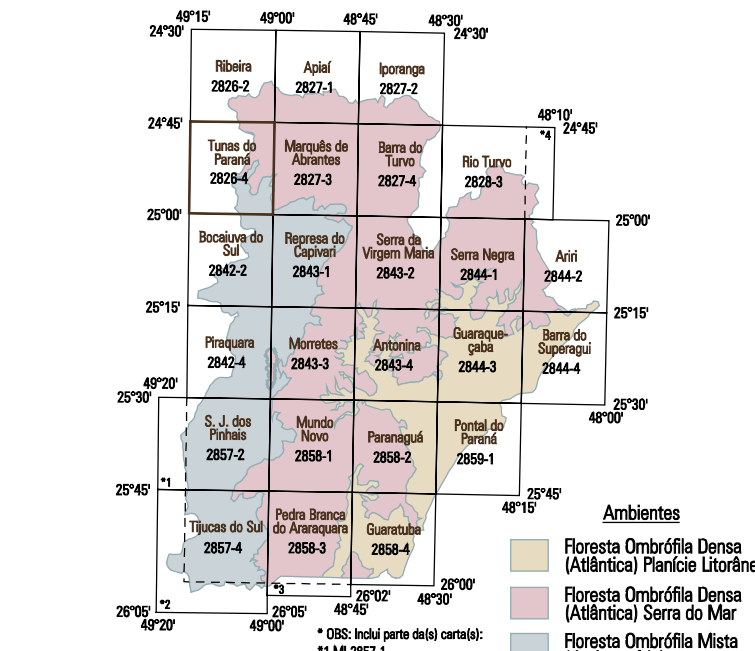 49°15'
49°00'
48°45'
48°30'
24°30'
24°30'
Ribeira
2826-2
Apiaí
2827-1
Iporanga
2827-2
48°10'
24°45'
24°45'
*4
Tunas do
Paraná
2826-4
Marquês de
Abrantes
2827-3
Barra do
Turvo
2827-4
Rio Turvo
2828-3
25°00'
25°00'
Bocaiuva do
Sul
2842-2
Represa do
Capivari
2843-1
Serra da
Virgem Maria
2843-2
Serra Negra
2844-1
Ariri
2844-2
25°15'
25°15'
Piraquara
2842-4
Morretes
2843-3
Antonina
2843-4
Guaraque-
çaba
2844-3
Barra do
Superagui
2844-4
49°20'
25°30'
25°30'
48°00'
S. J. dos
Pinhais
2857-2
Mundo
Novo
2858-1
Paranaguá
2858-2
Pontal do
Paraná
2859-1
25°45'
*1
25°45'
48°15'
Tijucas do Sul
2857-4
Pedra Branca
do Araraquara
2858-3
Guaratuba
2858-4
26°00'
48°30'
*3
26°02'
48°45'
26°05'
*2
26°05'
49°20'
49°00'
Ambientes
Floresta Ombrófila Densa
(Atlântica) Planície Litorâne
Floresta Ombrófila Densa
(Atlântica) Serra do Mar
Floresta Ombrófila Mista
* OBS: Inclui parte da(s) carta(s):
*1 MI 2857-1